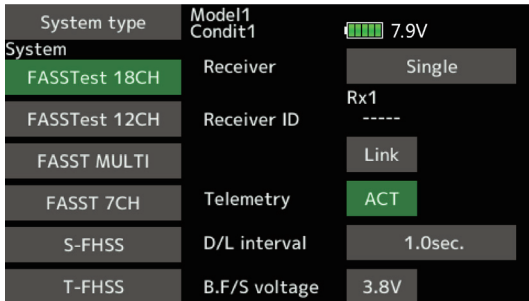 System type
Model1
Condit1
7.9V
System
FASSTest 18CH
FASSTest 12CH
FASST MULTI
FASST 7CH
S-FHSS
T-FHSS
Receiver
Single
Rx1
Receiver ID
-----
Link
Telemetry
ACT
D/L interval
1.0sec.
B.F/S voltage
3.8V